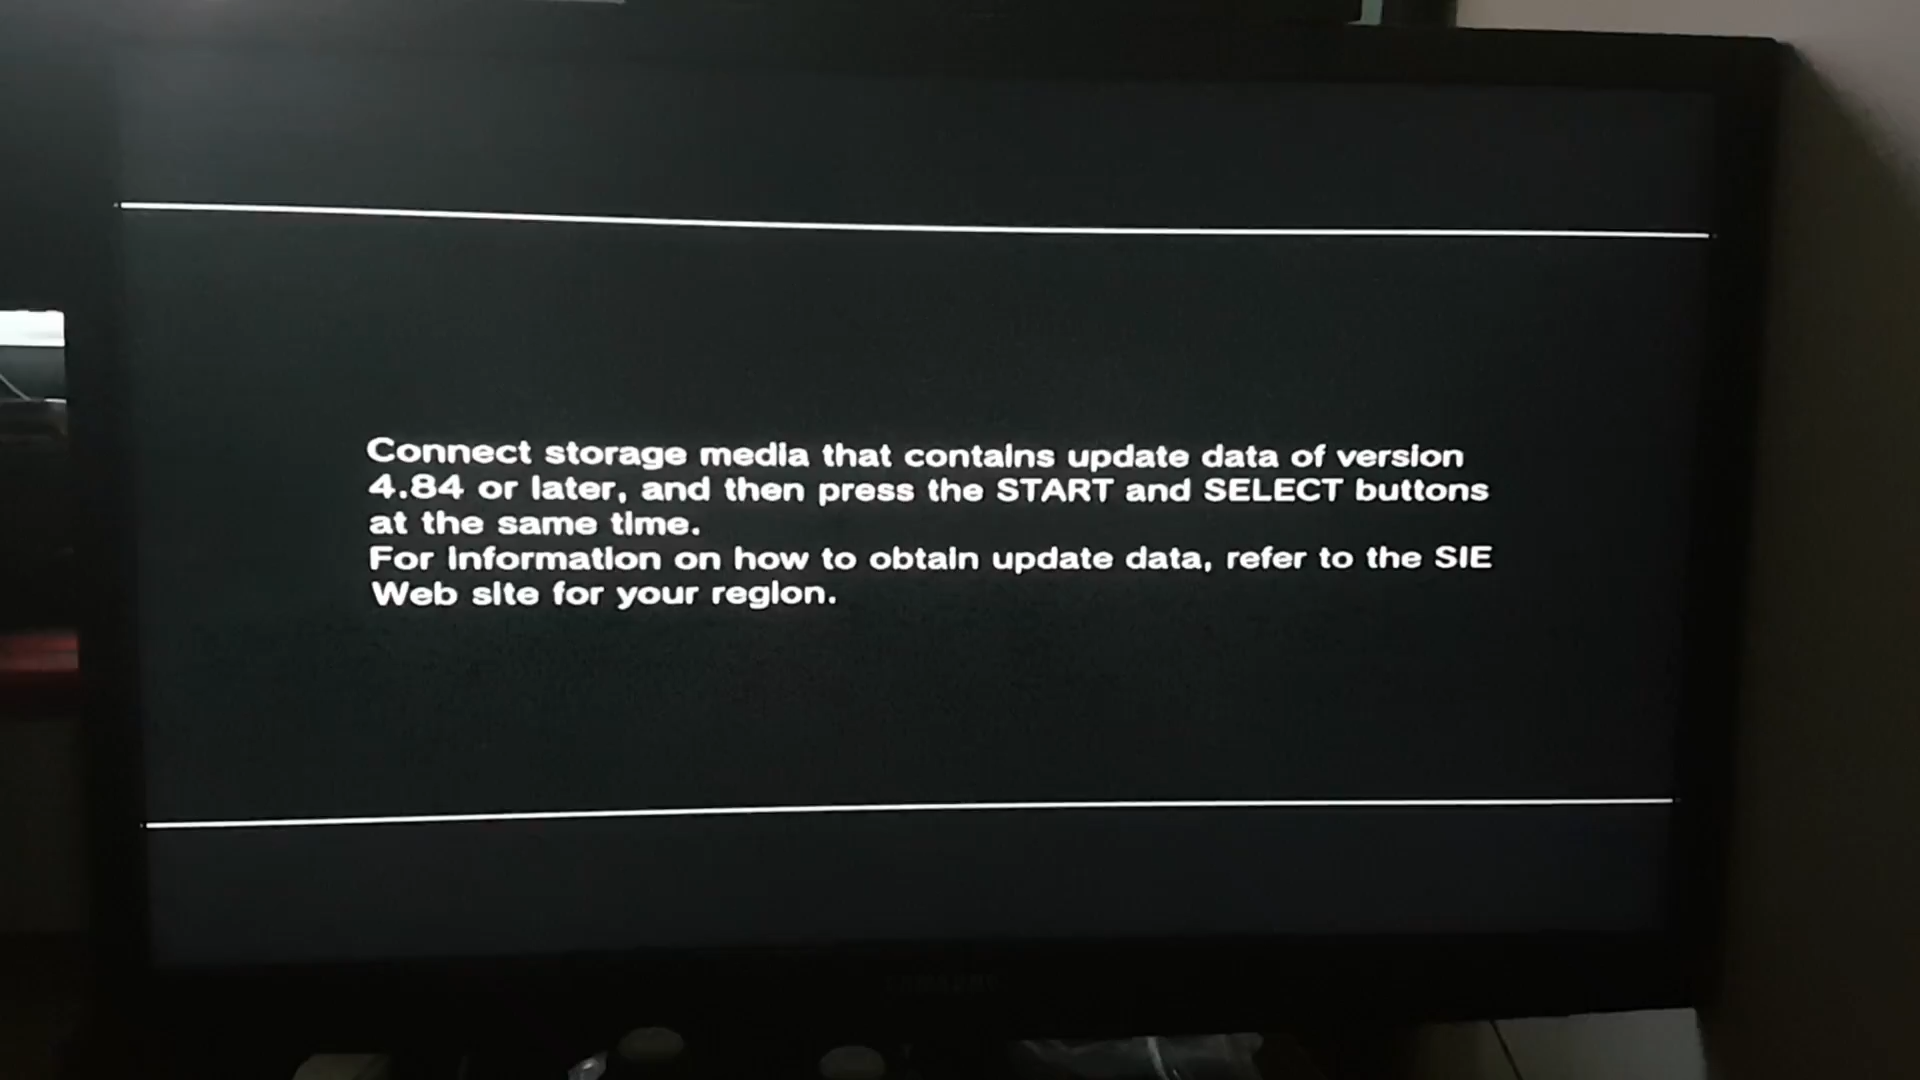 Connect storage media that contains update data of version
4.84 or later, and then press the START and SELECT buttons
at the same time.
For information on how to obtain update data, refer to the SIE
Web site for your region.